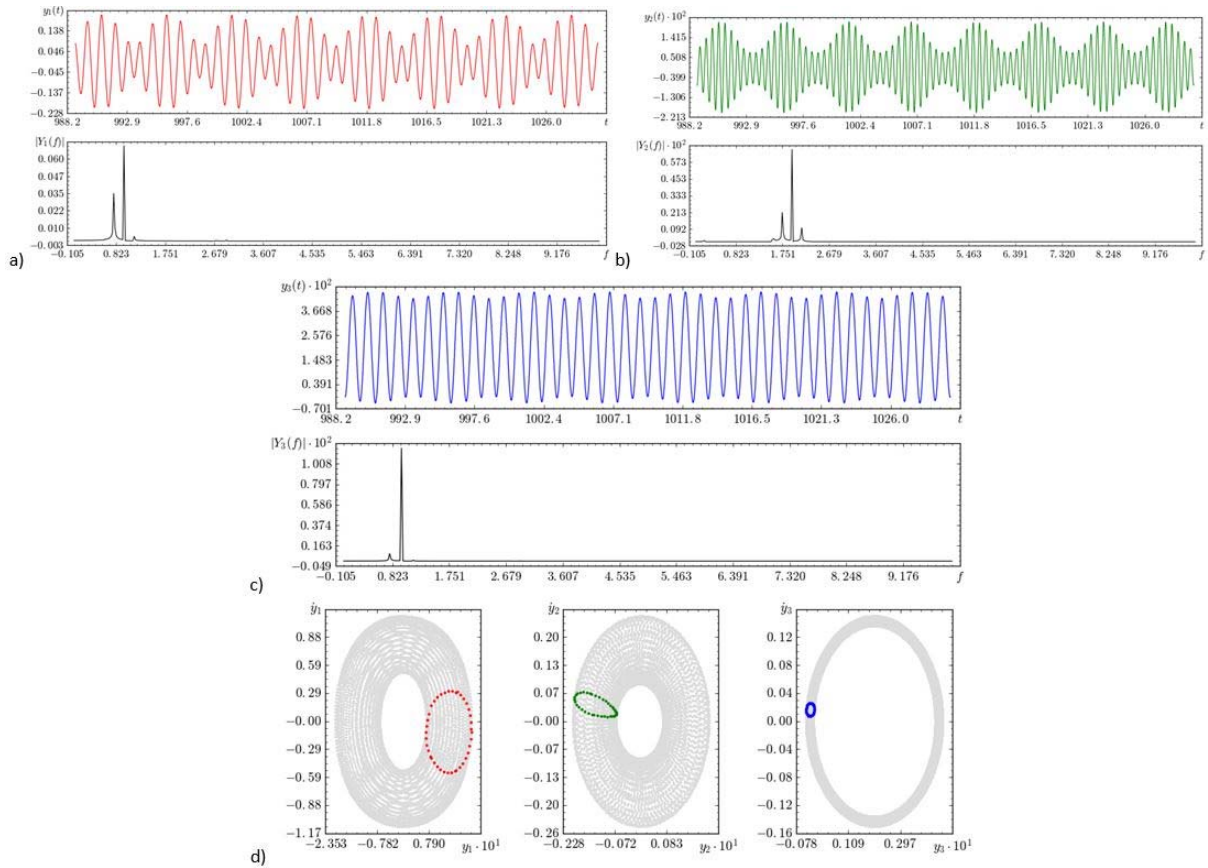 y₁(t)
0.138
0.046
−0.045
−0.137
−0.228
988.2 992.9 997.6 1002.4 1007.1 1011.8 1016.5 1021.3 1026.0 t
|Y₁(f)|
0.060
0.047
0.035
0.022
0.010
−0.003
−0.105 0.823 1.751 2.679 3.607 4.535 5.463 6.391 7.320 8.248 9.176 f
a)
y₂(t) · 10²
1.415
0.508
−0.399
−1.306
−2.213
988.2 992.9 997.6 1002.4 1007.1 1011.8 1016.5 1021.3 1026.0 t
|Y₂(f)| · 10²
0.573
0.453
0.333
0.213
0.092
−0.028
−0.105 0.823 1.751 2.679 3.607 4.535 5.463 6.391 7.320 8.248 9.176 f
b)
y₃(t) · 10²
3.668
2.576
1.483
0.391
−0.701
988.2 992.9 997.6 1002.4 1007.1 1011.8 1016.5 1021.3 1026.0 t
|Y₃(f)| · 10²
1.008
0.797
0.586
0.374
0.163
−0.049
−0.105 0.823 1.751 2.679 3.607 4.535 5.463 6.391 7.320 8.248 9.176 f
c)
ẏ₁
0.88
0.59
0.29
−0.00
−0.29
−0.59
−0.88
−1.17
−2.353 −0.782 0.790 y₁ · 10¹
ẏ₂
0.20
0.13
0.07
−0.00
−0.07
−0.13
−0.20
−0.26
−0.228 −0.072 0.083 y₂ · 10¹
ẏ₃
0.12
0.08
0.04
0.00
−0.04
−0.08
−0.12
−0.16
−0.078 0.109 0.297 y₃ · 10¹
d)